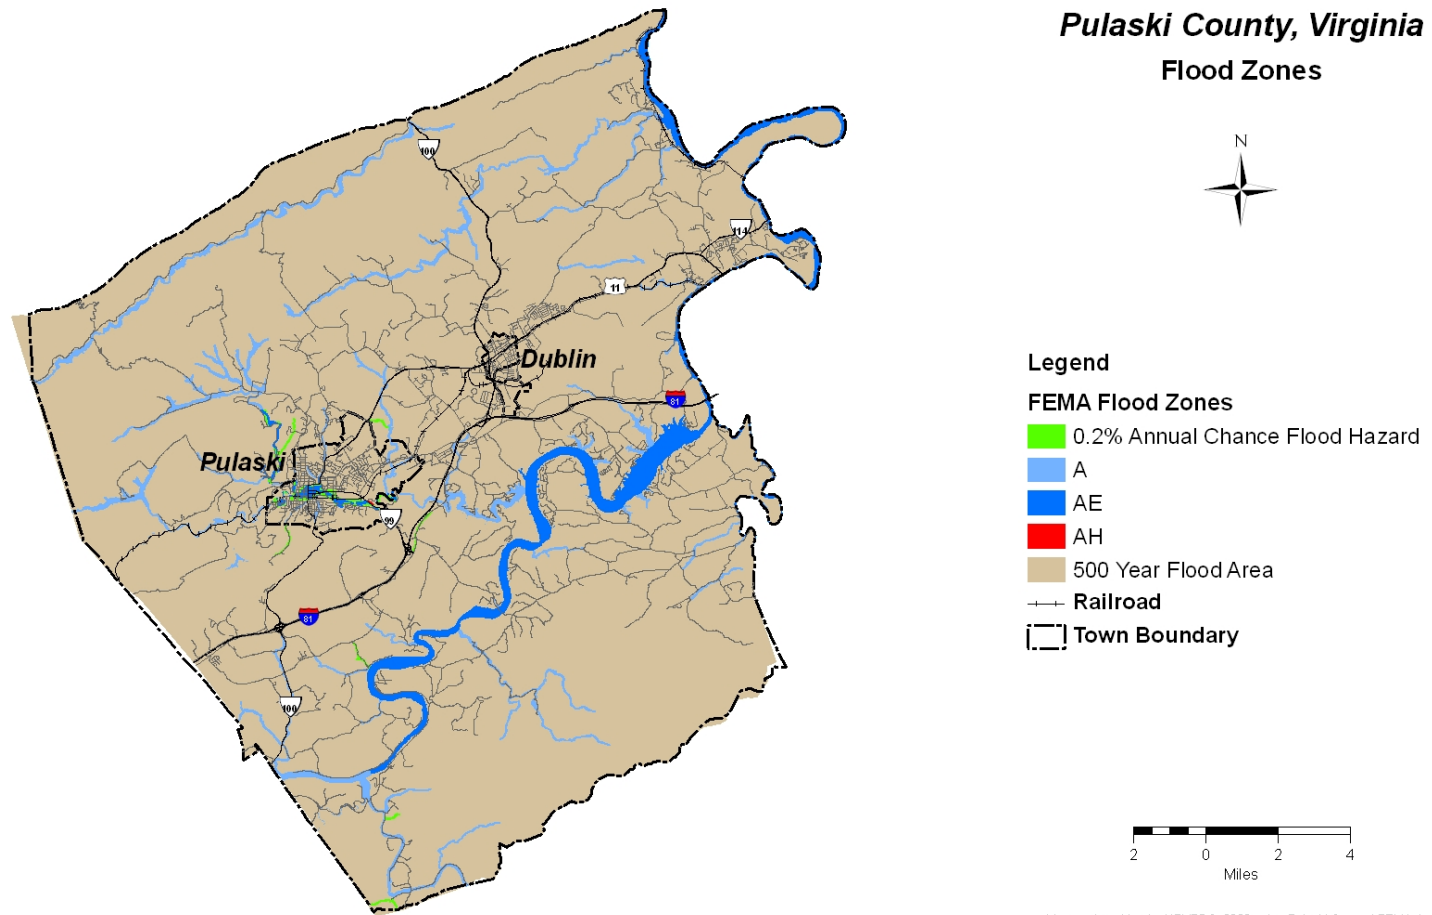 Pulaski County, Virginia
Flood Zones
N
100
114
11
Dublin
81
Pulaski
99
81
100
Legend
FEMA Flood Zones
0.2% Annual Chance Flood Hazard
A
AE
AH
500 Year Flood Area
Railroad
Town Boundary
2 0 2 4
Miles